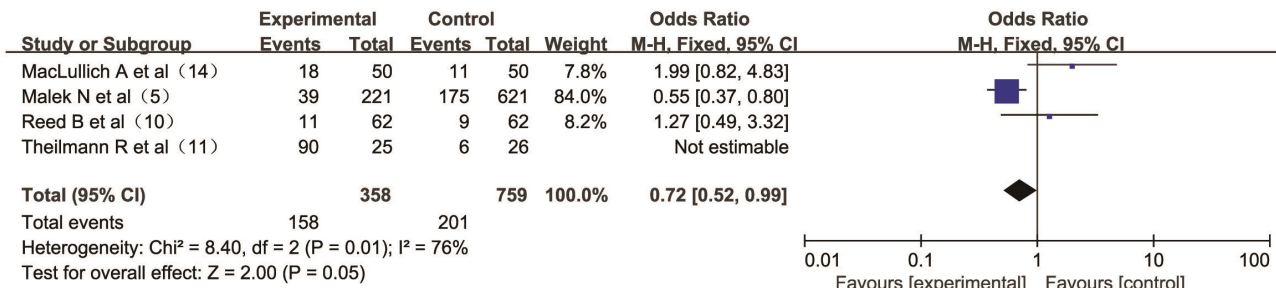 Experimental Control Odds Ratio Odds Ratio
Study or Subgroup Events Total Events Total Weight M-H, Fixed, 95% CI M-H, Fixed, 95% CI
MacLullich A et al（14） 18 50 11 50 7.8% 1.99 [0.82, 4.83]
Malek N et al（5） 39 221 175 621 84.0% 0.55 [0.37, 0.80]
Reed B et al（10） 11 62 9 62 8.2% 1.27 [0.49, 3.32]
Theilmann R et al（11） 90 25 6 26 Not estimable
Total (95% CI) 358 759 100.0% 0.72 [0.52, 0.99]
Total events 158 201
Heterogeneity: Chi² = 8.40, df = 2 (P = 0.01); I² = 76%
Test for overall effect: Z = 2.00 (P = 0.05)
0.01 0.1 1 10 100
Favours [experimental] Favours [control]